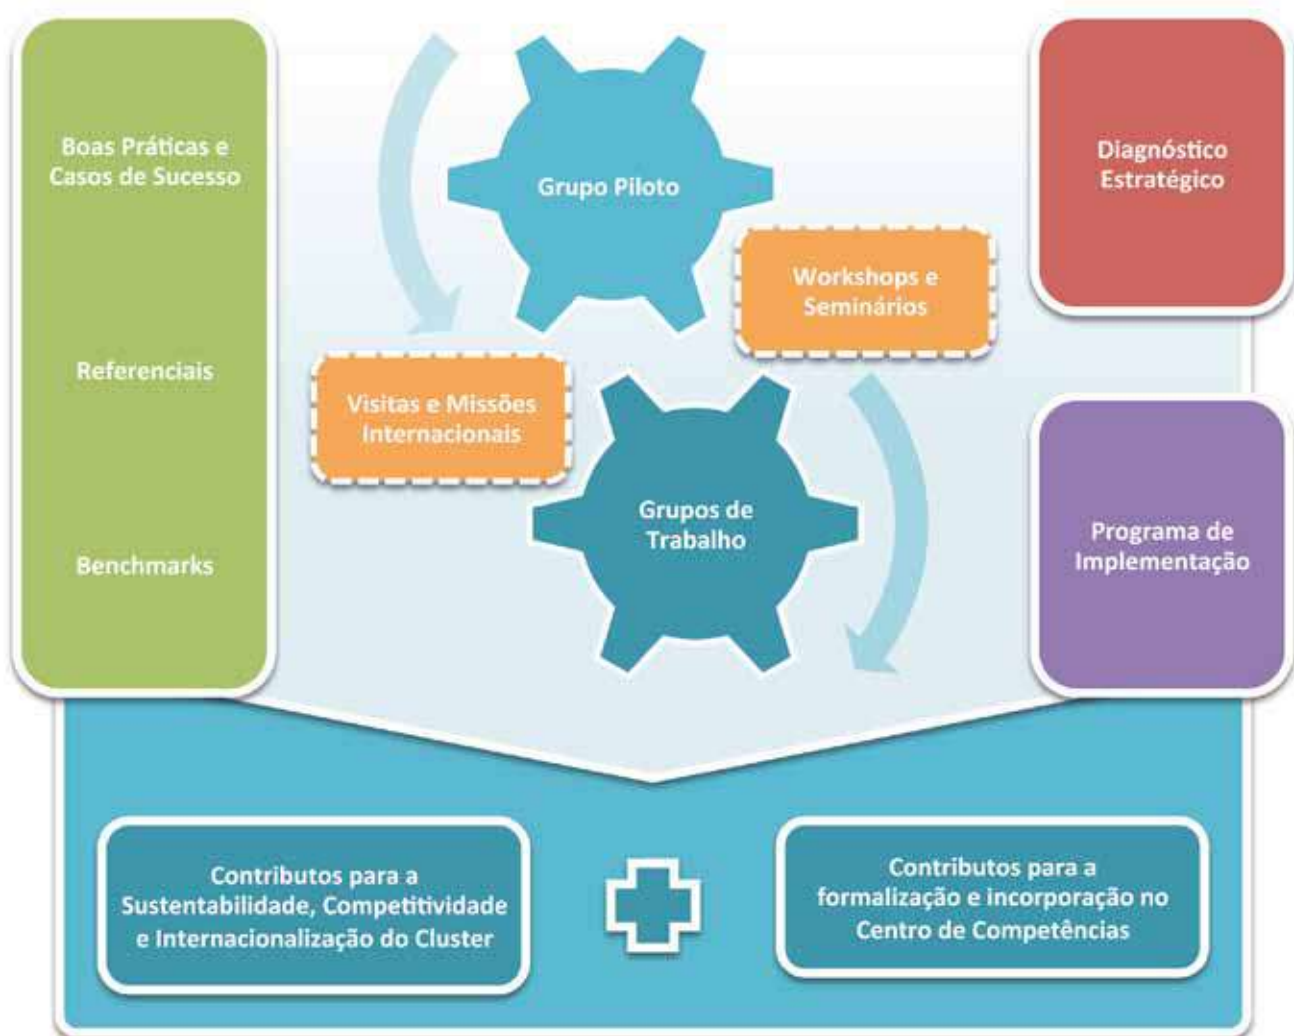 Boas Práticas e
Casos de Sucesso
Referenciais
Benchmarks
Grupo Piloto
Workshops e
Seminários
Visitas e Missões
Internacionais
Grupos de
Trabalho
Diagnóstico
Estratégico
Programa de
Implementação
Contributos para a
Sustentabilidade, Competitividade
e Internacionalização do Cluster
Contributos para a
formalização e incorporação no
Centro de Competências